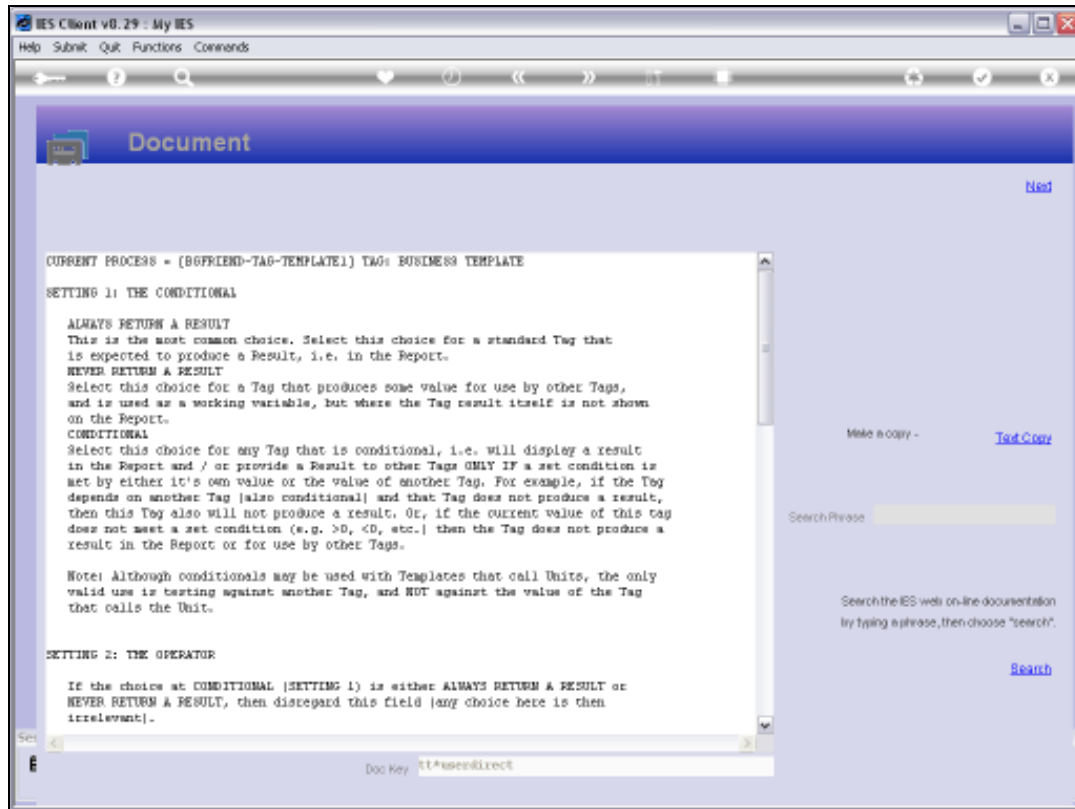 IES Client v8.29 : My IES
Help Submit Quit Functions Commands
Document
Next
CURRENT PROCESS = [BGFRIEND-TAG-TEMPLATE1] TAG: BUSINESS TEMPLATE
SETTING 1: THE CONDITIONAL
ALWAYS RETURN A RESULT
This is the most common choice. Select this choice for a standard Tag that
is expected to produce a Result, i.e. in the Report.
NEVER RETURN A RESULT
Select this choice for a Tag that produces some value for use by other Tags,
and is used as a working variable, but where the Tag result itself is not shown
on the Report.
CONDITIONAL
Select this choice for any Tag that is conditional, i.e. will display a result
in the Report and / or provide a Result to other Tags ONLY IF a set condition is
met by either it's own value or the value of another Tag. For example, if the Tag
depends on another Tag (also conditional) and that Tag does not produce a result,
then this Tag also will not produce a result. Or, if the current value of this tag
does not meet a set condition (e.g. >0, <0, etc.) then the Tag does not produce a
result in the Report or for use by other Tags.
Note: Although conditionals may be used with Templates that call Units, the only
valid use is testing against another Tag, and NOT against the value of the Tag
that calls the Unit.
SETTING 2: THE OPERATOR
If the choice at CONDITIONAL (SETTING 1) is either ALWAYS RETURN A RESULT or
NEVER RETURN A RESULT, then disregard this field (any choice here is then
irrelevant).
Make a copy -
Text Copy
Search Phrase
Search the IES web on-line documentation
by typing a phrase, then choose "search".
Search
Doc Key tt*userdirect